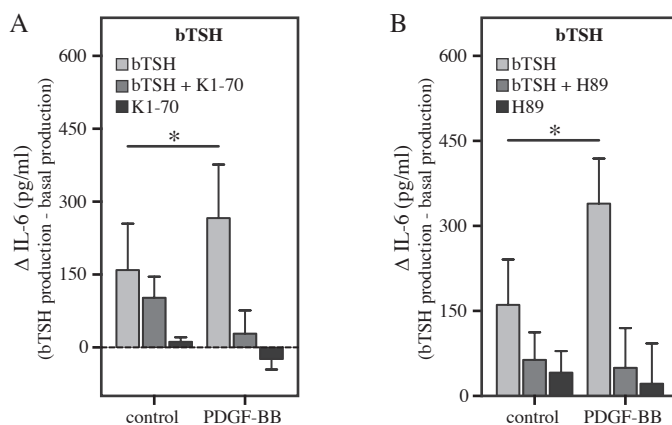 A
bTSH
bTSH
bTSH + K1-70
K1-70
*
600
450
300
150
0
Δ IL-6 (pg/ml)
(bTSH production - basal production)
control
PDGF-BB
B
bTSH
bTSH
bTSH + H89
H89
*
600
450
300
150
0
Δ IL-6 (pg/ml)
(bTSH production - basal production)
control
PDGF-BB